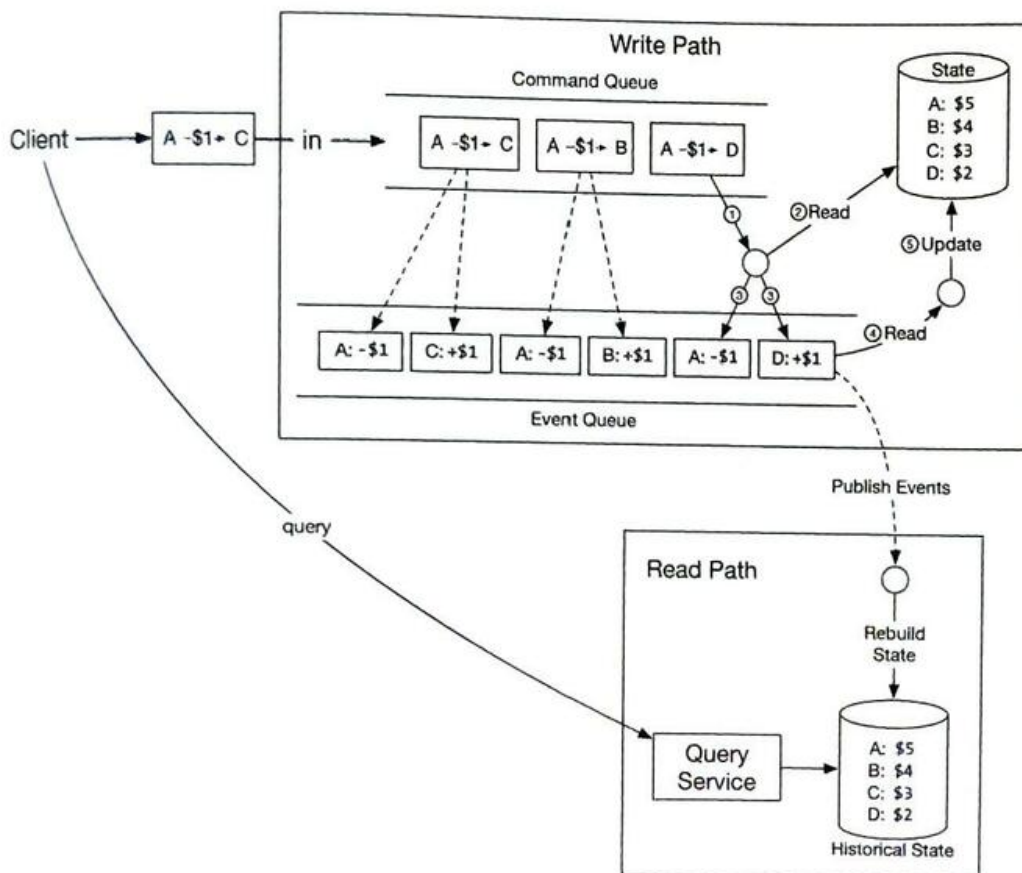 Write Path
Command Queue
State
A: $5
B: $4
C: $3
D: $2
Client
A -$1→ C
in
A -$1→ C
A -$1→ B
A -$1→ D
①
②Read
⑤Update
③
③
④Read
A: -$1
C: +$1
A: -$1
B: +$1
A: -$1
D: +$1
Event Queue
Publish Events
query
Read Path
Rebuild
State
Query
Service
A: $5
B: $4
C: $3
D: $2
Historical State